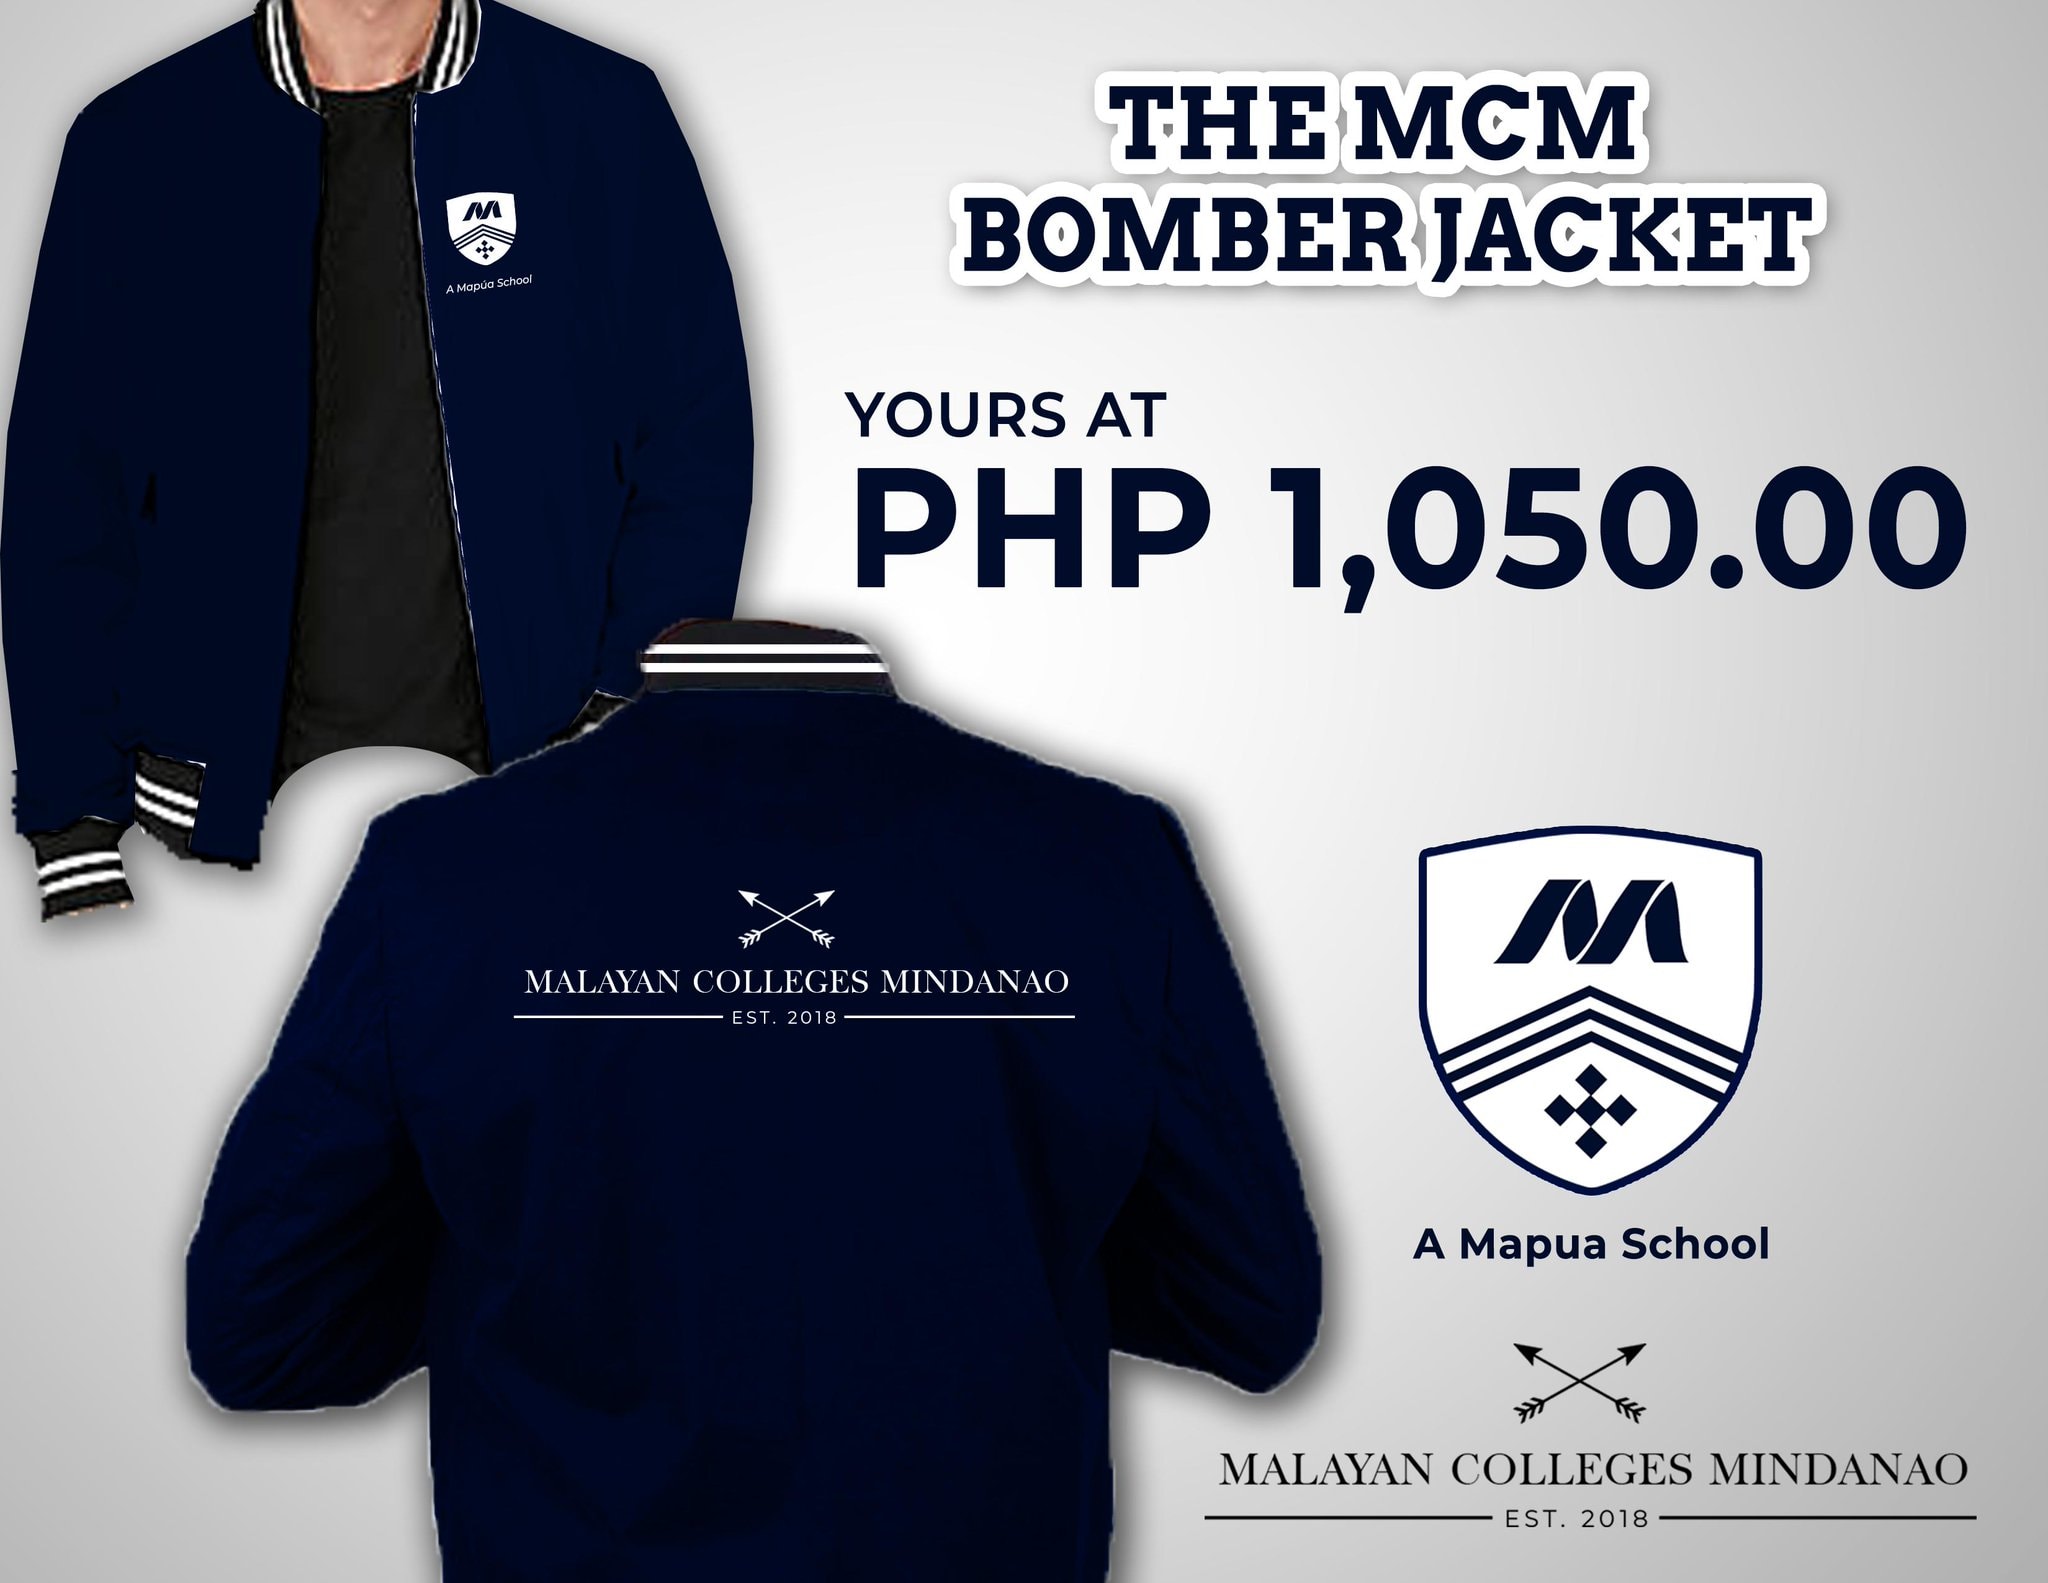 THE MCM
BOMBER JACKET
YOURS AT
PHP 1,050.00
A Mapúa School
MALAYAN COLLEGES MINDANAO
EST. 2018
A Mapua School
MALAYAN COLLEGES MINDANAO
EST. 2018